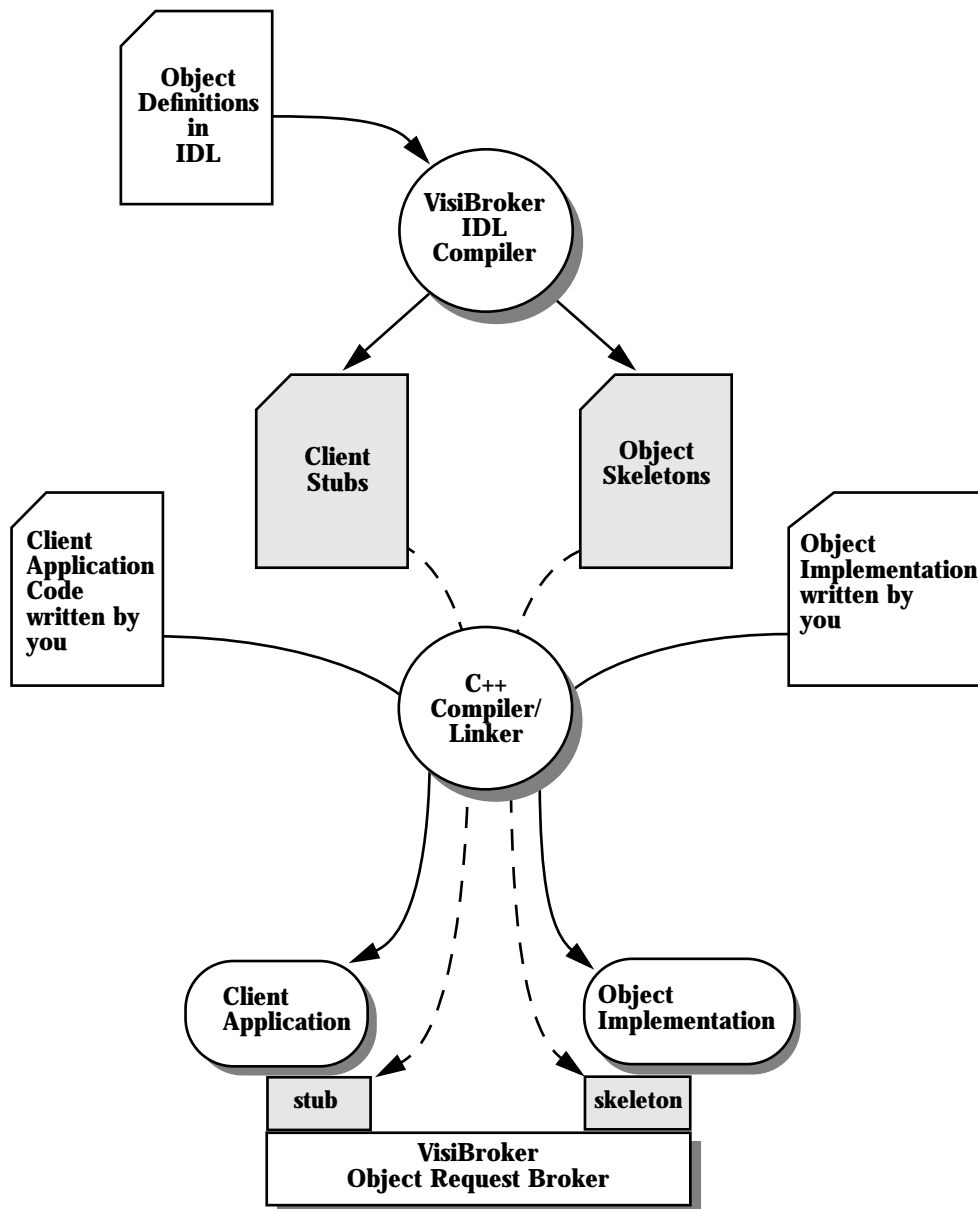 Object
Definitions
in
IDL
VisiBroker
IDL
Compiler
Client
Stubs
Object
Skeletons
Client
Application
Code
written by
you
Object
Implementation
written by
you
C++
Compiler/
Linker
Client
Application
Object
Implementation
stub
skeleton
VisiBroker
Object Request Broker